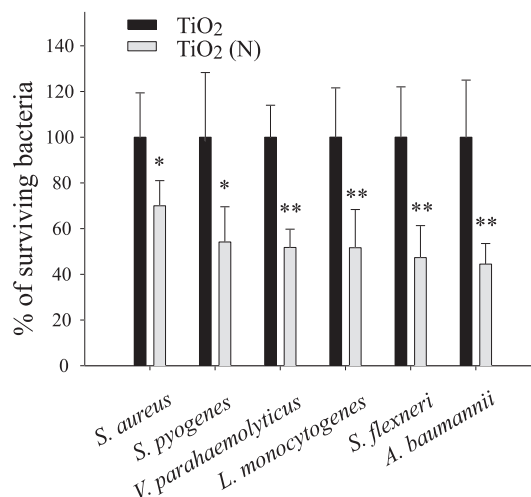 TiO2
TiO2 (N)
% of surviving bacteria
140
120
100
80
60
40
20
0
*
*
**
**
**
**
S. aureus
S. pyogenes
V. parahaemolyticus
L. monocytogenes
S. flexneri
A. baumannii